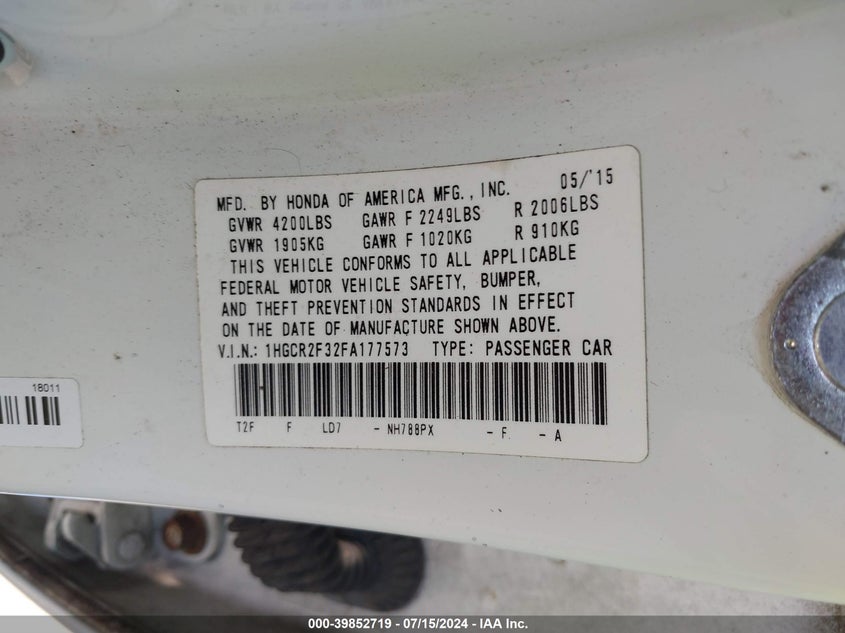 MFD. BY HONDA OF AMERICA MFG., INC. 05/'15
GVWR 4200LBS GAWR F 2249LBS R 2006LBS
GVWR 1905KG GAWR F 1020KG R 910KG
THIS VEHICLE CONFORMS TO ALL APPLICABLE
FEDERAL MOTOR VEHICLE SAFETY, BUMPER,
AND THEFT PREVENTION STANDARDS IN EFFECT
ON THE DATE OF MANUFACTURE SHOWN ABOVE.
V.I.N.: 1HGCR2F32FA177573 TYPE: PASSENGER CAR
T2F F LD7 - NH788PX - F - A
18011
000-39852719 - 07/15/2024 - IAA Inc.